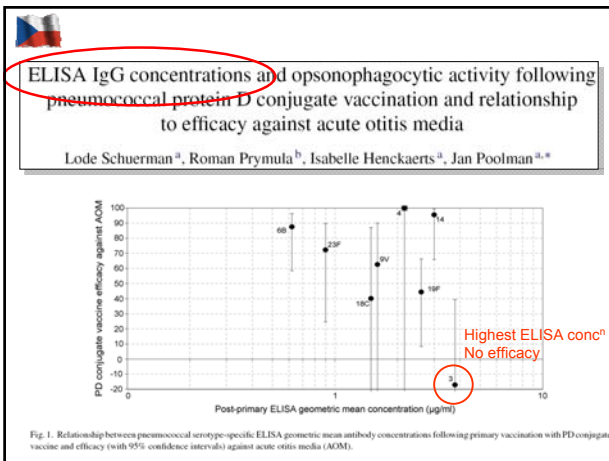 ELISA IgG concentrations and opsonophagocytic activity following
pneumococcal protein D conjugate vaccination and relationship
to efficacy against acute otitis media
Lode Schuerman a, Roman Prymula b, Isabelle Henckaerts a, Jan Poolman a,*
PD conjugate vaccine efficacy against AOM
100
90
80
70
60
50
40
30
20
10
0
-10
-20
6B
23F
18C
9V
4
14
19F
3
Highest ELISA concn
No efficacy
0
1
10
Post-primary ELISA geometric mean concentration (µg/ml)
Fig. 1. Relationship between pneumococcal serotype-specific ELISA geometric mean antibody concentrations following primary vaccination with PD conjugate
vaccine and efficacy (with 95% confidence intervals) against acute otitis media (AOM).